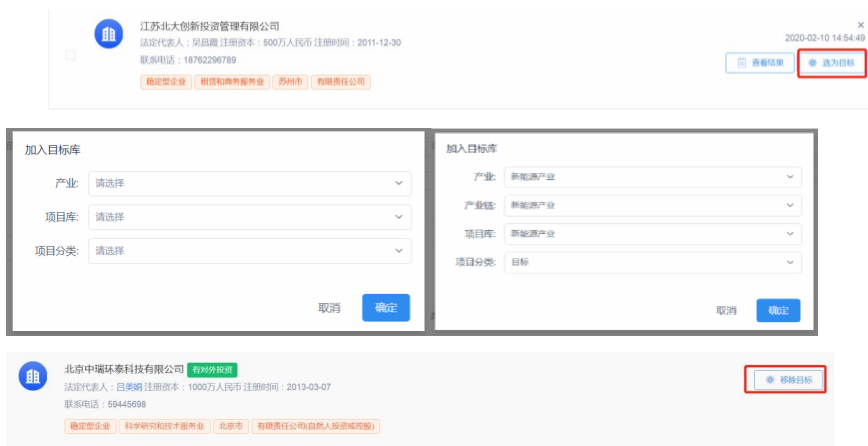 江苏北大创新投资管理有限公司
2020-02-10 14:54:49
法定代表人：吴昌霞 注册资本：500万人民币 注册时间：2011-12-30
联系电话：18762296789
查看结果 选为目标
稳定型企业 租赁和商务服务业 苏州市 有限责任公司
加入目标库
产业: 请选择
项目库: 请选择
项目分类: 请选择
取消 确定
加入目标库
产业: 新能源产业
产业链: 新能源产业
项目库: 新能源产业
项目分类: 目标
取消 确定
北京中瑞环泰科技有限公司 有对外投资
移除目标
法定代表人：吕美娟 注册资本：1000万人民币 注册时间：2013-03-07
联系电话：59445698
稳定型企业 科学研究和技术服务业 北京市 有限责任公司(自然人投资或控股)